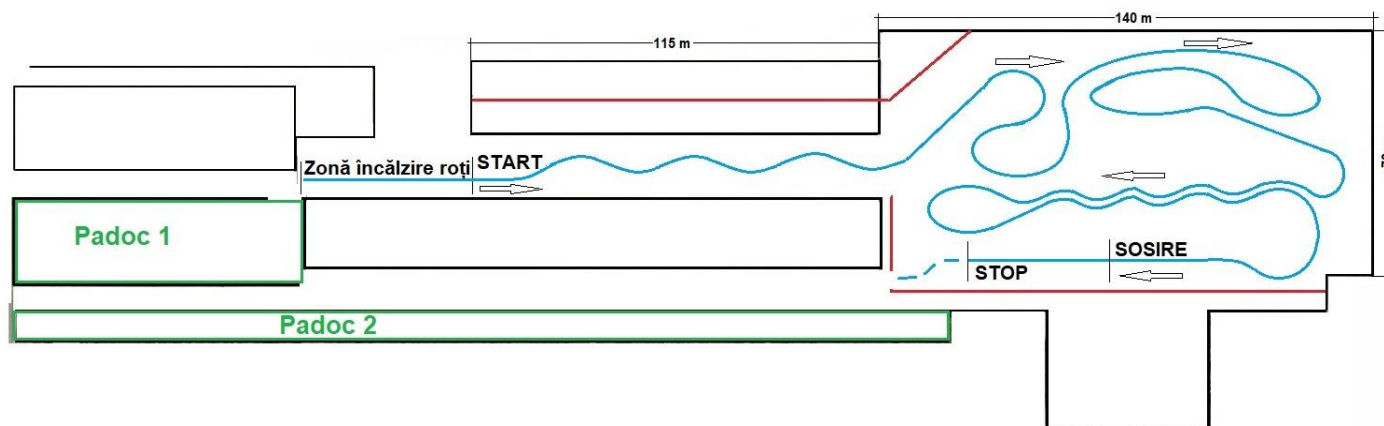 140 m
115 m
Zonă încălzire roți
START
Padoc 1
SOSIRE
STOP
Padoc 2